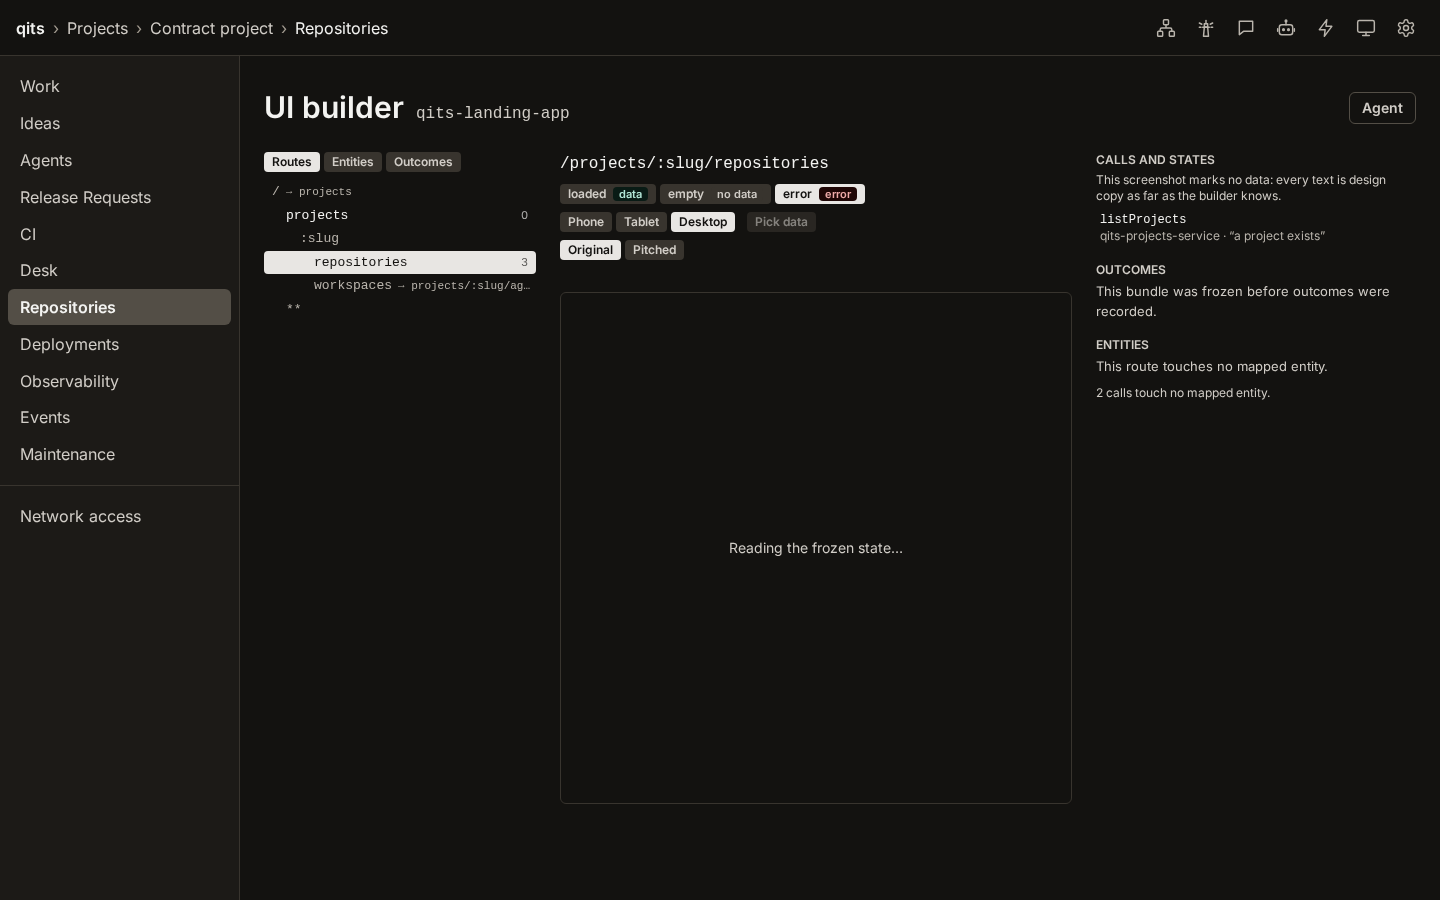 qits › Projects › Contract project › Repositories
Work
Ideas
Agents
Release Requests
CI
Desk
Repositories
Deployments
Observability
Events
Maintenance
Network access
UI builder qits-landing-app
Agent
Routes Entities Outcomes
/ → projects
projects 0
:slug
repositories 3
workspaces → projects/:slug/ag…
**
/projects/:slug/repositories
loaded data empty no data error error
Phone Tablet Desktop Pick data
Original Pitched
Reading the frozen state…
CALLS AND STATES
This screenshot marks no data: every text is design
copy as far as the builder knows.
listProjects
qits-projects-service · “a project exists”
OUTCOMES
This bundle was frozen before outcomes were
recorded.
ENTITIES
This route touches no mapped entity.
2 calls touch no mapped entity.